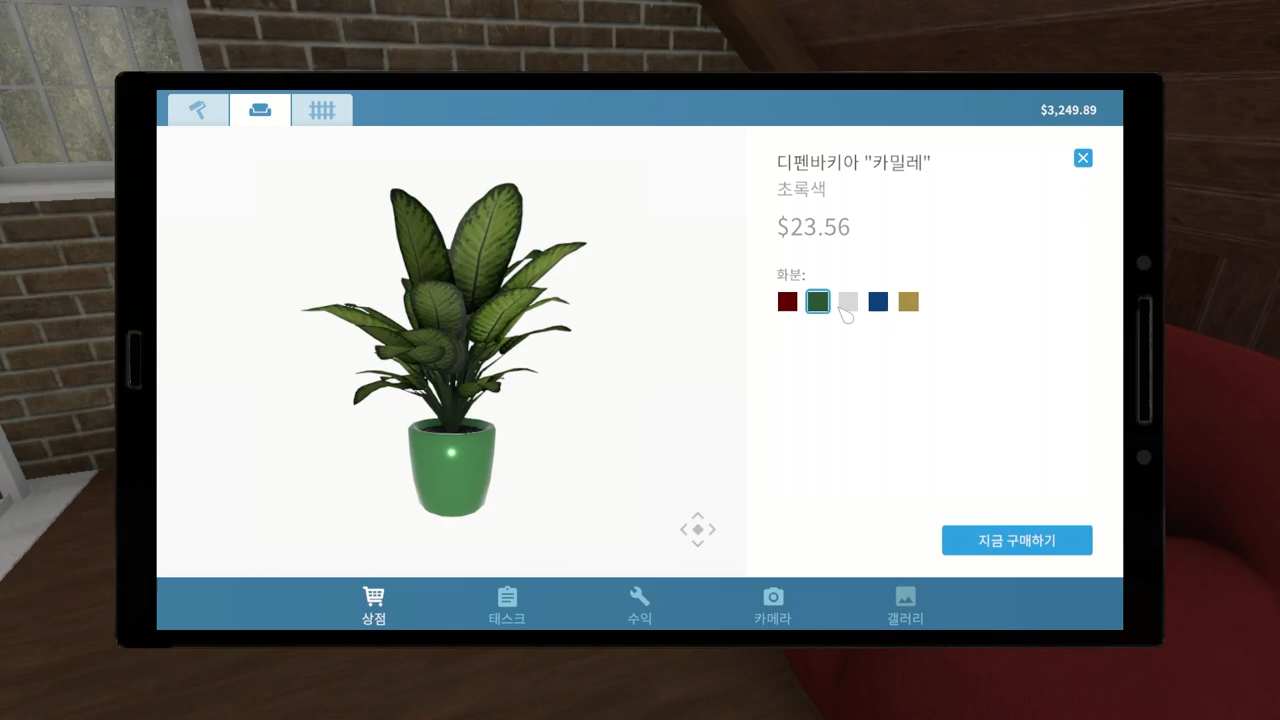 $3,249.89
디펜바키아 "카밀레"
초록색
$23.56
화분:
지금 구매하기
상점
태스크
수익
카메라
갤러리